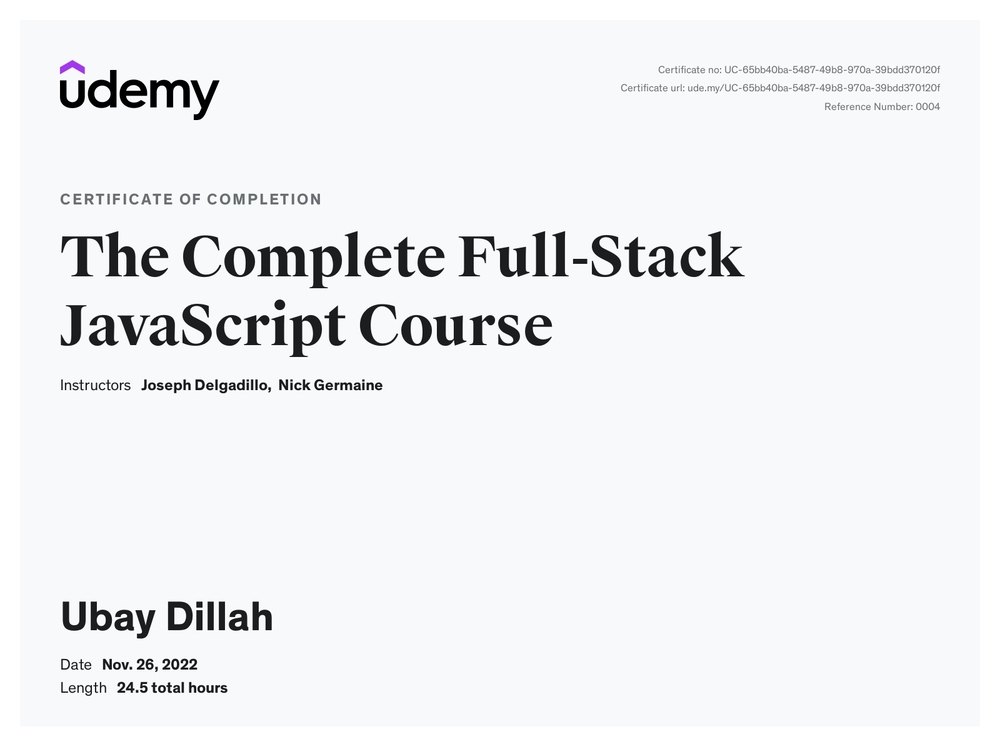 udemy
Certificate no: UC-65bb40ba-5487-49b8-970a-39bdd370120f
Certificate url: ude.my/UC-65bb40ba-5487-49b8-970a-39bdd370120f
Reference Number: 0004
CERTIFICATE OF COMPLETION
The Complete Full-Stack
JavaScript Course
Instructors Joseph Delgadillo, Nick Germaine
Ubay Dillah
Date Nov. 26, 2022
Length 24.5 total hours